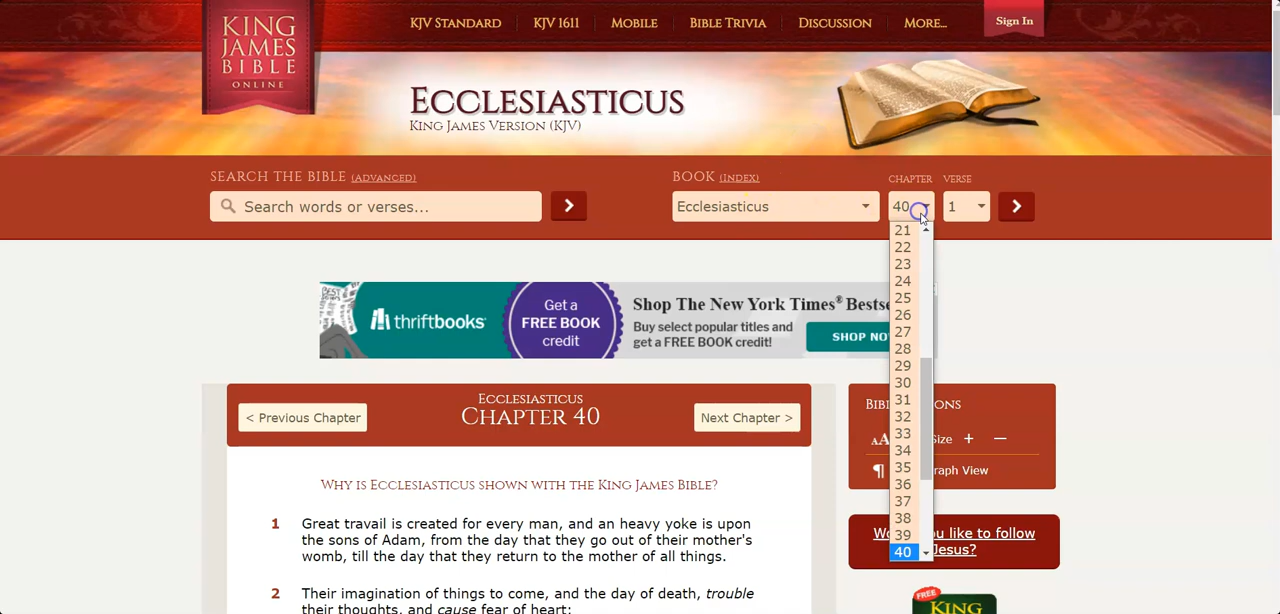 KJV STANDARD
KJV 1611
MOBILE
BIBLE TRIVIA
DISCUSSION
MORE...
Sign In
KING
JAMES
BIBLE
ONLINE
ECCLESIASTICUS
KING JAMES VERSION (KJV)
SEARCH THE BIBLE (ADVANCED)
Search words or verses...
BOOK (INDEX)
Ecclesiasticus
CHAPTER
40
VERSE
1
21
22
23
24
25
26
27
28
29
30
31
32
33
34
35
36
37
38
39
40
thriftbooks
Get a
FREE BOOK
credit
Shop The New York Times® Bestse
Buy select popular titles and
get a FREE BOOK credit!
SHOP NO
< Previous Chapter
ECCLESIASTICUS
CHAPTER 40
Next Chapter >
WHY IS ECCLESIASTICUS SHOWN WITH THE KING JAMES BIBLE?
1 Great travail is created for every man, and an heavy yoke is upon
the sons of Adam, from the day that they go out of their mother's
womb, till the day that they return to the mother of all things.
2 Their imagination of things to come, and the day of death, trouble
their thoughts, and cause fear of heart;
BIB
ONS
AA
Size + —
¶
raph View
Wo
u like to follow
Jesus?
FREE
KING